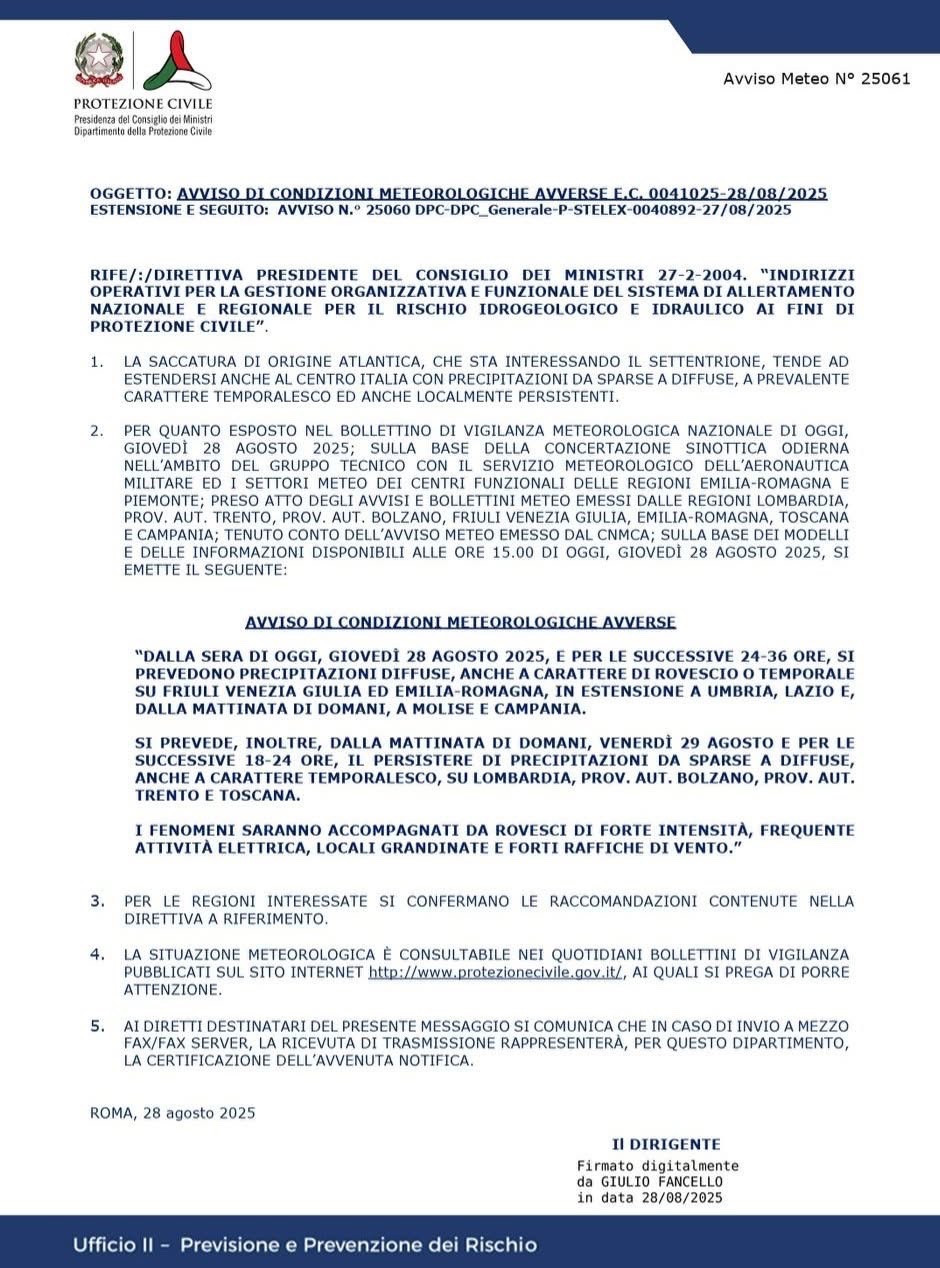 Avviso Meteo N° 25061
PROTEZIONE CIVILE
Presidenza del Consiglio dei Ministri
Dipartimento della Protezione Civile
OGGETTO: AVVISO DI CONDIZIONI METEOROLOGICHE AVVERSE E.C. 0041025-28/08/2025
ESTENSIONE E SEGUITO: AVVISO N.° 25060 DPC-DPC_Generale-P-STELEX-0040892-27/08/2025
RIFE/:/DIRETTIVA PRESIDENTE DEL CONSIGLIO DEI MINISTRI 27-2-2004. “INDIRIZZI
OPERATIVI PER LA GESTIONE ORGANIZZATIVA E FUNZIONALE DEL SISTEMA DI ALLERTAMENTO
NAZIONALE E REGIONALE PER IL RISCHIO IDROGEOLOGICO E IDRAULICO AI FINI DI
PROTEZIONE CIVILE”.
1. LA SACCATURA DI ORIGINE ATLANTICA, CHE STA INTERESSANDO IL SETTENTRIONE, TENDE AD
ESTENDERSI ANCHE AL CENTRO ITALIA CON PRECIPITAZIONI DA SPARSE A DIFFUSE, A PREVALENTE
CARATTERE TEMPORALESCO ED ANCHE LOCALMENTE PERSISTENTI.
2. PER QUANTO ESPOSTO NEL BOLLETTINO DI VIGILANZA METEOROLOGICA NAZIONALE DI OGGI,
GIOVEDÌ 28 AGOSTO 2025; SULLA BASE DELLA CONCERTAZIONE SINOTTICA ODIERNA
NELL’AMBITO DEL GRUPPO TECNICO CON IL SERVIZIO METEOROLOGICO DELL’AERONAUTICA
MILITARE ED I SETTORI METEO DEI CENTRI FUNZIONALI DELLE REGIONI EMILIA-ROMAGNA E
PIEMONTE; PRESO ATTO DEGLI AVVISI E BOLLETTINI METEO EMESSI DALLE REGIONI LOMBARDIA,
PROV. AUT. TRENTO, PROV. AUT. BOLZANO, FRIULI VENEZIA GIULIA, EMILIA-ROMAGNA, TOSCANA
E CAMPANIA; TENUTO CONTO DELL’AVVISO METEO EMESSO DAL CNMCA; SULLA BASE DEI MODELLI
E DELLE INFORMAZIONI DISPONIBILI ALLE ORE 15.00 DI OGGI, GIOVEDÌ 28 AGOSTO 2025, SI
EMETTE IL SEGUENTE:
AVVISO DI CONDIZIONI METEOROLOGICHE AVVERSE
“DALLA SERA DI OGGI, GIOVEDÌ 28 AGOSTO 2025, E PER LE SUCCESSIVE 24-36 ORE, SI
PREVEDONO PRECIPITAZIONI DIFFUSE, ANCHE A CARATTERE DI ROVESCIO O TEMPORALE
SU FRIULI VENEZIA GIULIA ED EMILIA-ROMAGNA, IN ESTENSIONE A UMBRIA, LAZIO E,
DALLA MATTINATA DI DOMANI, A MOLISE E CAMPANIA.
SI PREVEDE, INOLTRE, DALLA MATTINATA DI DOMANI, VENERDÌ 29 AGOSTO E PER LE
SUCCESSIVE 18-24 ORE, IL PERSISTERE DI PRECIPITAZIONI DA SPARSE A DIFFUSE,
ANCHE A CARATTERE TEMPORALESCO, SU LOMBARDIA, PROV. AUT. BOLZANO, PROV. AUT.
TRENTO E TOSCANA.
I FENOMENI SARANNO ACCOMPAGNATI DA ROVESCI DI FORTE INTENSITÀ, FREQUENTE
ATTIVITÀ ELETTRICA, LOCALI GRANDINATE E FORTI RAFFICHE DI VENTO.”
3. PER LE REGIONI INTERESSATE SI CONFERMANO LE RACCOMANDAZIONI CONTENUTE NELLA
DIRETTIVA A RIFERIMENTO.
4. LA SITUAZIONE METEOROLOGICA È CONSULTABILE NEI QUOTIDIANI BOLLETTINI DI VIGILANZA
PUBBLICATI SUL SITO INTERNET http://www.protezionecivile.gov.it/, AI QUALI SI PREGA DI PORRE
ATTENZIONE.
5. AI DIRETTI DESTINATARI DEL PRESENTE MESSAGGIO SI COMUNICA CHE IN CASO DI INVIO A MEZZO
FAX/FAX SERVER, LA RICEVUTA DI TRASMISSIONE RAPPRESENTERÀ, PER QUESTO DIPARTIMENTO,
LA CERTIFICAZIONE DELL’AVVENUTA NOTIFICA.
ROMA, 28 agosto 2025
Il DIRIGENTE
Firmato digitalmente
da GIULIO FANCELLO
in data 28/08/2025
Ufficio II – Previsione e Prevenzione dei Rischio